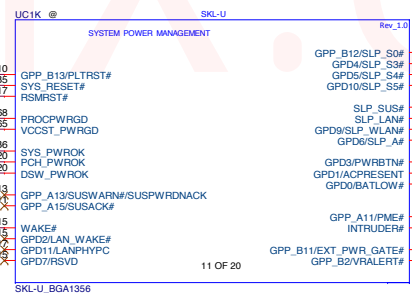 UC1K @
SKL-U
Rev_1.0
SYSTEM POWER MANAGEMENT
GPP_B13/PLTRST#
SYS_RESET#
RSMRST#
PROCPWRGD
VCCST_PWRGD
SYS_PWROK
PCH_PWROK
DSW_PWROK
GPP_A13/SUSWARN#/SUSPWRDNACK
GPP_A15/SUSACK#
WAKE#
GPD2/LAN_WAKE#
GPD11/LANPHYPC
GPD7/RSVD
GPP_B12/SLP_S0#
GPD4/SLP_S3#
GPD5/SLP_S4#
GPD10/SLP_S5#
SLP_SUS#
SLP_LAN#
GPD9/SLP_WLAN#
GPD6/SLP_A#
GPD3/PWRBTN#
GPD1/ACPRESENT
GPD0/BATLOW#
GPP_A11/PME#
INTRUDER#
GPP_B11/EXT_PWR_GATE#
GPP_B2/VRALERT#
11 OF 20
SKL-U_BGA1356